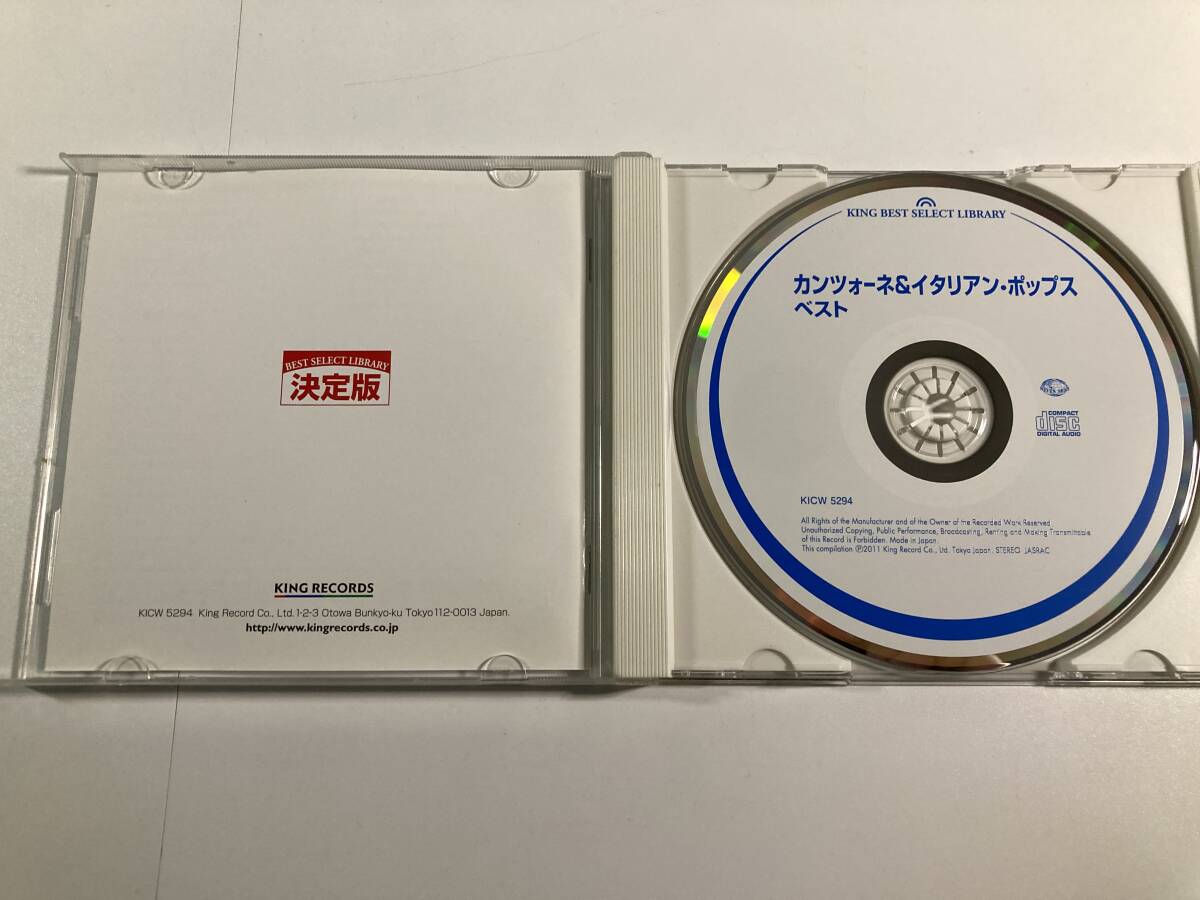 BEST SELECT LIBRARY
決定版
KING RECORDS
KICW 5294 King Record Co., Ltd. 1-2-3 Otowa Bunkyo-ku Tokyo 112-0013 Japan.
http://www.kingrecords.co.jp
KING BEST SELECT LIBRARY
カンツォーネ&イタリアン・ポップス
ベスト
COMPACT
disc
DIGITAL AUDIO
KICW 5294
All Rights of the Manufacturer and of the Owner of the Recorded Work Reserved.
Unauthorized Copying, Public Performance, Broadcasting, Renting and Making Transmittable
of this Record is Forbidden. Made in Japan.
This compilation Ⓟ2011 King Record Co., Ltd. Tokyo Japan. STEREO JASRAC